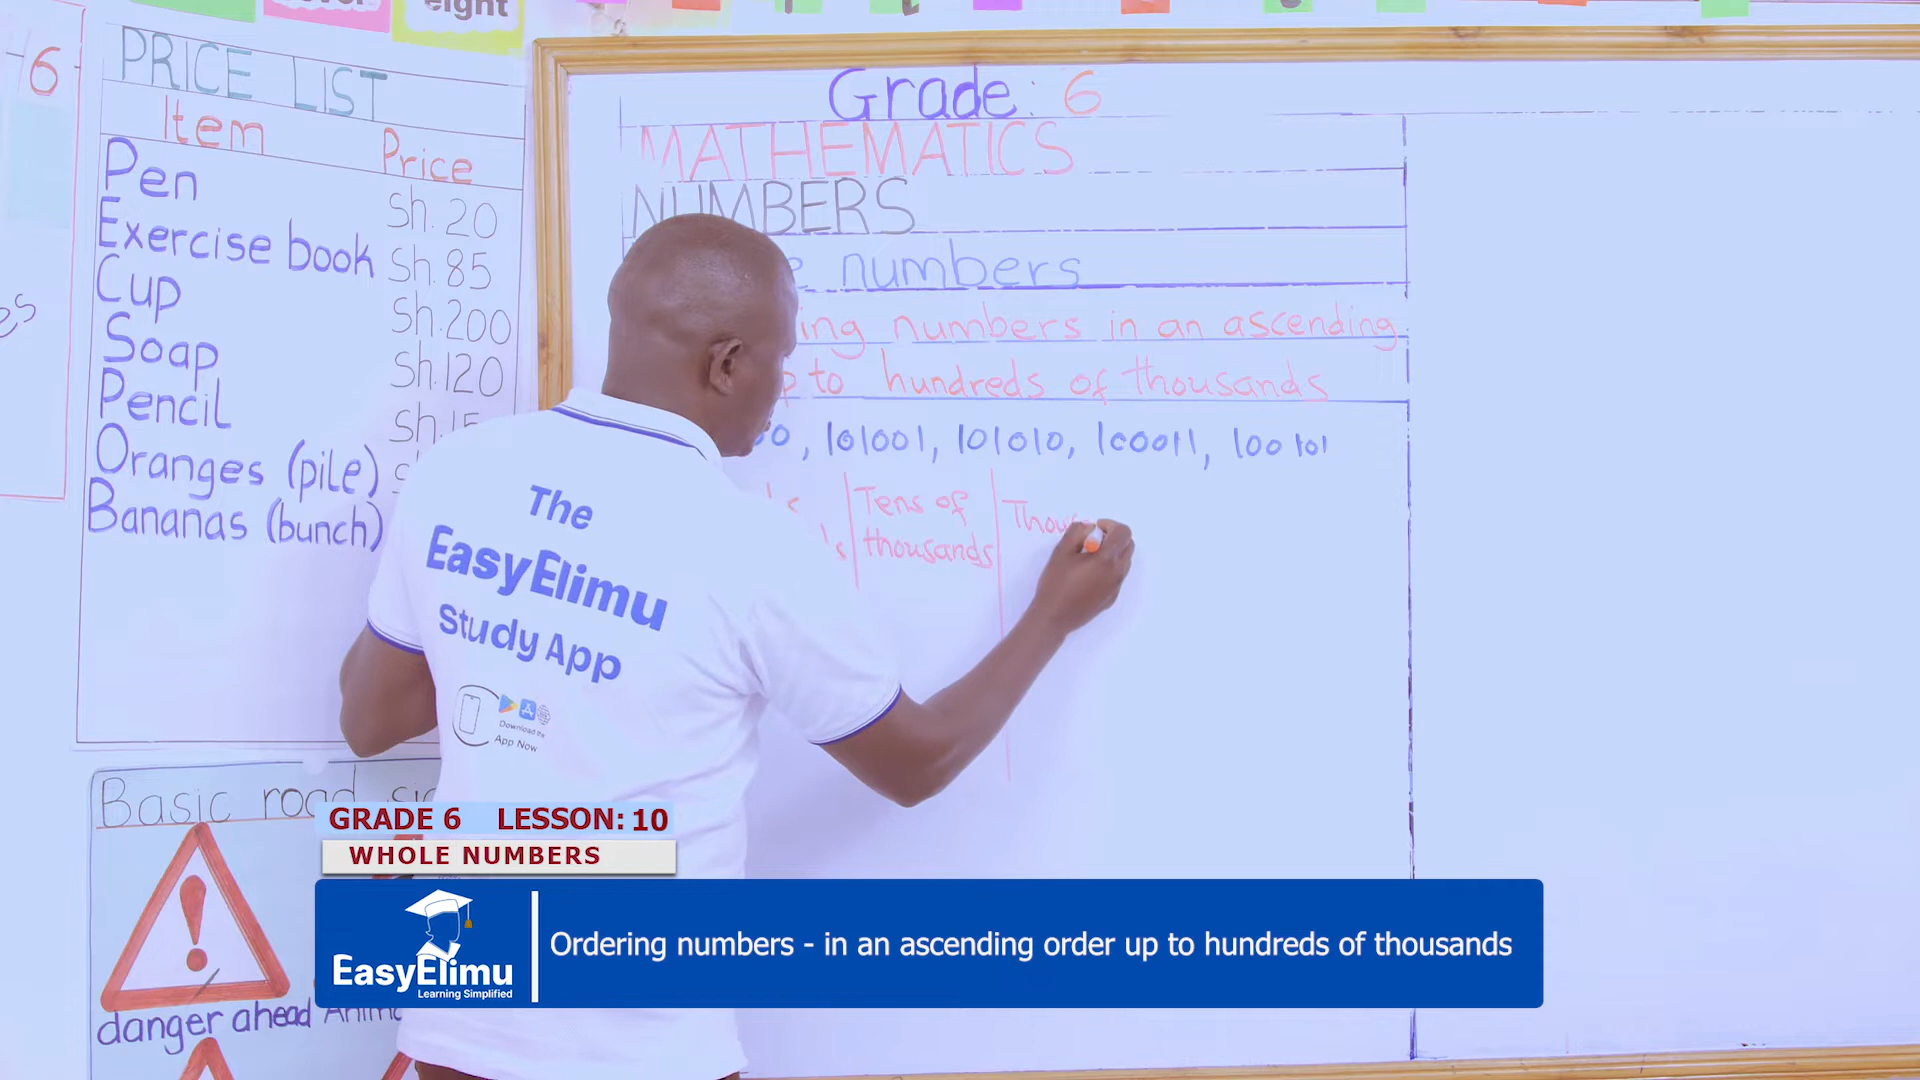 eight
6
PRICE LIST
Item Price
Pen Sh. 20
Exercise book Sh. 85
Cup Sh. 200
Soap Sh. 120
Pencil Sh. 15
Oranges (pile)
Bananas (bunch)
Basic road
danger ahead
Grade: 6
MATHEMATICS
NUMBERS
numbers
numbers in an ascending
to hundreds of thousands
, 101001, 101010, 100011, 100101
Tens of
thousands
The
EasyElimu
Study App
Download the
App Now
GRADE 6 LESSON: 10
WHOLE NUMBERS
EasyElimu
Learning Simplified
Ordering numbers - in an ascending order up to hundreds of thousands